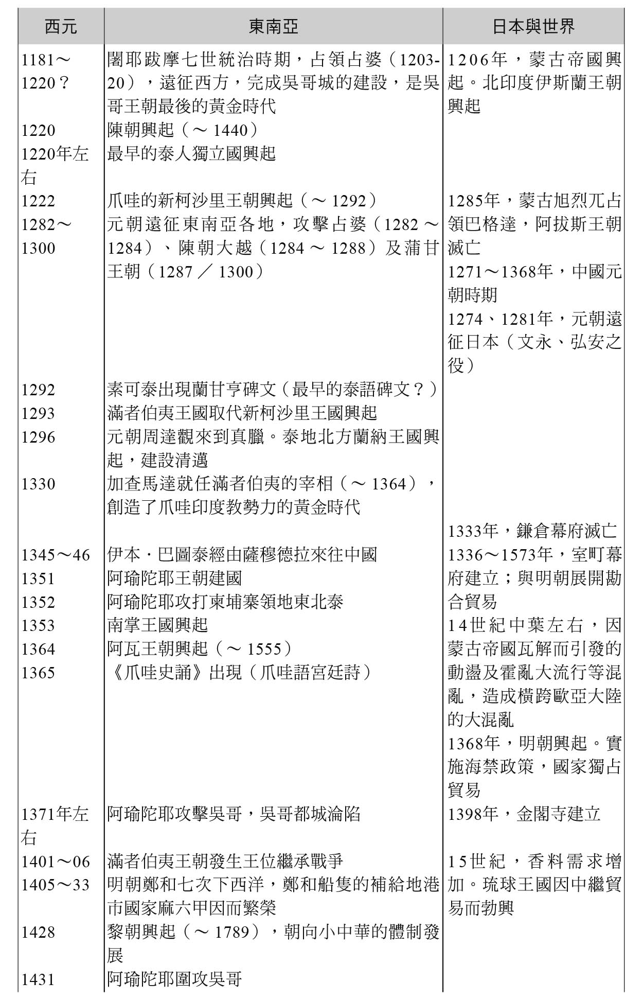 西元
東南亞
日本與世界
1181～
1220？
闍耶跋摩七世統治時期，占領占婆（1203-
20），遠征西方，完成吳哥城的建設，是吳
哥王朝最後的黃金時代
1206年，蒙古帝國興
起。北印度伊斯蘭王朝
興起
1220
陳朝興起（～1440）
1220年左
右
最早的泰人獨立國興起
1222
爪哇的新柯沙里王朝興起（～1292）
1282～
1300
元朝遠征東南亞各地，攻擊占婆（1282～
1284）、陳朝大越（1284～1288）及蒲甘
王朝（1287／1300）
1285年，蒙古旭烈兀占
領巴格達，阿拔斯王朝
滅亡
1271～1368年，中國元
朝時期
1274、1281年，元朝遠
征日本（文永、弘安之
役）
1292
素可泰出現蘭甘亨碑文（最早的泰語碑文？）
1293
滿者伯夷王國取代新柯沙里王國興起
1296
元朝周達觀來到真臘。泰地北方蘭納王國興
起，建設清邁
1330
加查馬達就任滿者伯夷的宰相（～1364），
創造了爪哇印度教勢力的黃金時代
1333年，鎌倉幕府滅亡
1345～46
伊本．巴圖泰經由薩穆德拉來往中國
1351
阿瑜陀耶王朝建國
1352
阿瑜陀耶攻打柬埔寨領地東北泰
1353
南掌王國興起
1364
阿瓦王朝興起（～1555）
1365
《爪哇史誦》出現（爪哇語宮廷詩）
1336～1573年，室町幕
府建立；與明朝展開勘
合貿易
14世紀中葉左右，因
蒙古帝國瓦解而引發的
動盪及霍亂大流行等混
亂，造成橫跨歐亞大陸
的大混亂
1368年，明朝興起。實
施海禁政策，國家獨占
貿易
1371年左
右
阿瑜陀耶攻擊吳哥，吳哥都城淪陷
1398年，金閣寺建立
1401～06
滿者伯夷王朝發生王位繼承戰爭
1405～33
明朝鄭和七次下西洋，鄭和船隻的補給地港
市國家麻六甲因而繁榮
15世紀，香料需求增
加。琉球王國因中繼貿
易而勃興
1428
黎朝興起（～1789），朝向小中華的體制發
展
1431
阿瑜陀耶圍攻吳哥